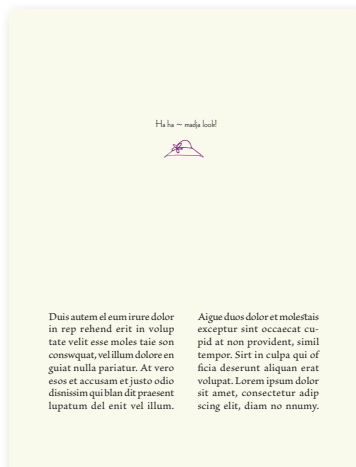 Ha ha ~ madja look!
Duis autem el eum irure dolor
in rep rehend erit in volup
tate velit esse moles taie son
conswquat, vel illum dolore en
guiat nulla pariatur. At vero
esos et accusam et justo odio
disnissim qui blan dit praesent
lupatum del enit vel illum.
Aigue duos dolor et molestais
exceptur sint occaecat cu-
pid at non provident, simil
tempor. Sirt in culpa qui of
ficia deserunt aliquan erat
volupat. Lorem ipsum dolor
sit amet, consectetur adip
scing elit, diam no nnumy.